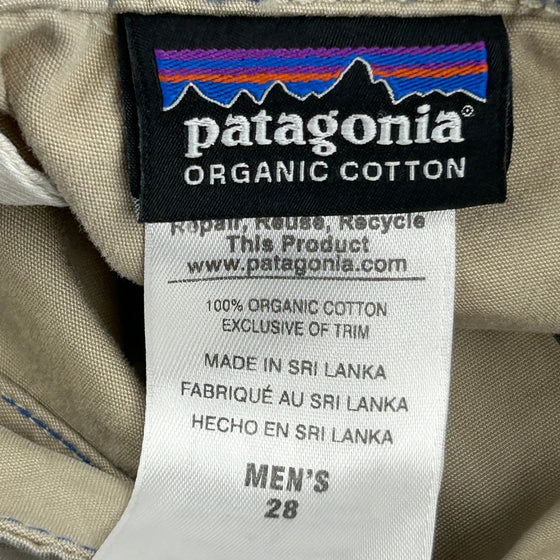 patagonia®
ORGANIC COTTON
Repair, Reuse, Recycle
This Product
www.patagonia.com
100% ORGANIC COTTON
EXCLUSIVE OF TRIM
MADE IN SRI LANKA
FABRIQUÉ AU SRI LANKA
HECHO EN SRI LANKA
MEN'S
28